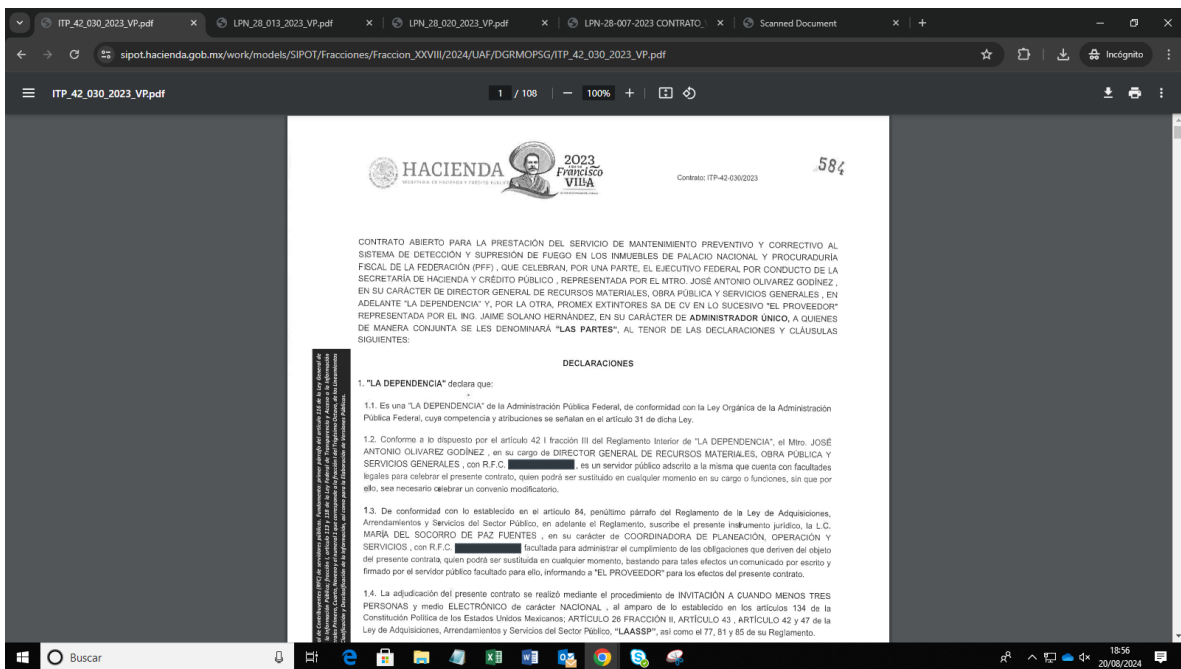 ITP_42_030_2023_VP.pdf
LPN_28_013_2023_VP.pdf
LPN_28_020_2023_VP.pdf
LPN-28-007-2023 CONTRATO_
Scanned Document
sipot.hacienda.gob.mx/work/models/SIPOT/Fracciones/Fraccion_XXVIII/2024/UAF/DGRMOPSG/ITP_42_030_2023_VP.pdf
Incógnito
ITP_42_030_2023_VP.pdf
1 / 108
100%
HACIENDA
SECRETARÍA DE HACIENDA Y CRÉDITO PÚBLICO
2023
Francisco
VILLA
Contrato: ITP-42-030/2023
584
CONTRATO ABIERTO PARA LA PRESTACIÓN DEL SERVICIO DE MANTENIMIENTO PREVENTIVO Y CORRECTIVO AL
SISTEMA DE DETECCIÓN Y SUPRESIÓN DE FUEGO EN LOS INMUEBLES DE PALACIO NACIONAL Y PROCURADURÍA
FISCAL DE LA FEDERACIÓN (PFF) , QUE CELEBRAN, POR UNA PARTE, EL EJECUTIVO FEDERAL POR CONDUCTO DE LA
SECRETARÍA DE HACIENDA Y CRÉDITO PÚBLICO , REPRESENTADA POR EL MTRO. JOSÉ ANTONIO OLIVAREZ GODÍNEZ ,
EN SU CARÁCTER DE DIRECTOR GENERAL DE RECURSOS MATERIALES, OBRA PÚBLICA Y SERVICIOS GENERALES , EN
ADELANTE "LA DEPENDENCIA" Y, POR LA OTRA, PROMEX EXTINTORES SA DE CV EN LO SUCESIVO "EL PROVEEDOR"
REPRESENTADA POR EL ING. JAIME SOLANO HERNÁNDEZ, EN SU CARÁCTER DE ADMINISTRADOR ÚNICO, A QUIENES
DE MANERA CONJUNTA SE LES DENOMINARÁ "LAS PARTES", AL TENOR DE LAS DECLARACIONES Y CLÁUSULAS
SIGUIENTES:
DECLARACIONES
1. "LA DEPENDENCIA" declara que:
1.1. Es una "LA DEPENDENCIA" de la Administración Pública Federal, de conformidad con la Ley Orgánica de la Administración
Pública Federal, cuya competencia y atribuciones se señalan en el artículo 31 de dicha Ley.
1.2. Conforme a lo dispuesto por el artículo 42 I fracción III del Reglamento Interior de "LA DEPENDENCIA", el Mtro. JOSÉ
ANTONIO OLIVAREZ GODÍNEZ , en su cargo de DIRECTOR GENERAL DE RECURSOS MATERIALES, OBRA PÚBLICA Y
SERVICIOS GENERALES , con R.F.C. , es un servidor público adscrito a la misma que cuenta con facultades
legales para celebrar el presente contrato, quien podrá ser sustituido en cualquier momento en su cargo o funciones, sin que por
ello, sea necesario celebrar un convenio modificatorio.
1.3. De conformidad con lo establecido en el artículo 84, penúltimo párrafo del Reglamento de la Ley de Adquisiciones,
Arrendamientos y Servicios del Sector Público, en adelante el Reglamento, suscribe el presente instrumento jurídico, la L.C.
MARÍA DEL SOCORRO DE PAZ FUENTES , en su carácter de COORDINADORA DE PLANEACIÓN, OPERACIÓN Y
SERVICIOS , con R.F.C. facultada para administrar el cumplimiento de las obligaciones que deriven del objeto
del presente contrato, quien podrá ser sustituida en cualquier momento, bastando para tales efectos un comunicado por escrito y
firmado por el servidor público facultado para ello, informando a "EL PROVEEDOR" para los efectos del presente contrato.
1.4. La adjudicación del presente contrato se realizó mediante el procedimiento de INVITACIÓN A CUANDO MENOS TRES
PERSONAS y medio ELECTRÓNICO de carácter NACIONAL , al amparo de lo establecido en los artículos 134 de la
Constitución Política de los Estados Unidos Mexicanos; ARTÍCULO 26 FRACCIÓN II, ARTÍCULO 43 , ARTÍCULO 42 y 47 de la
Ley de Adquisiciones, Arrendamientos y Servicios del Sector Público, "LAASSP", así como el 77, 81 y 85 de su Reglamento.
Buscar
18:56
20/08/2024